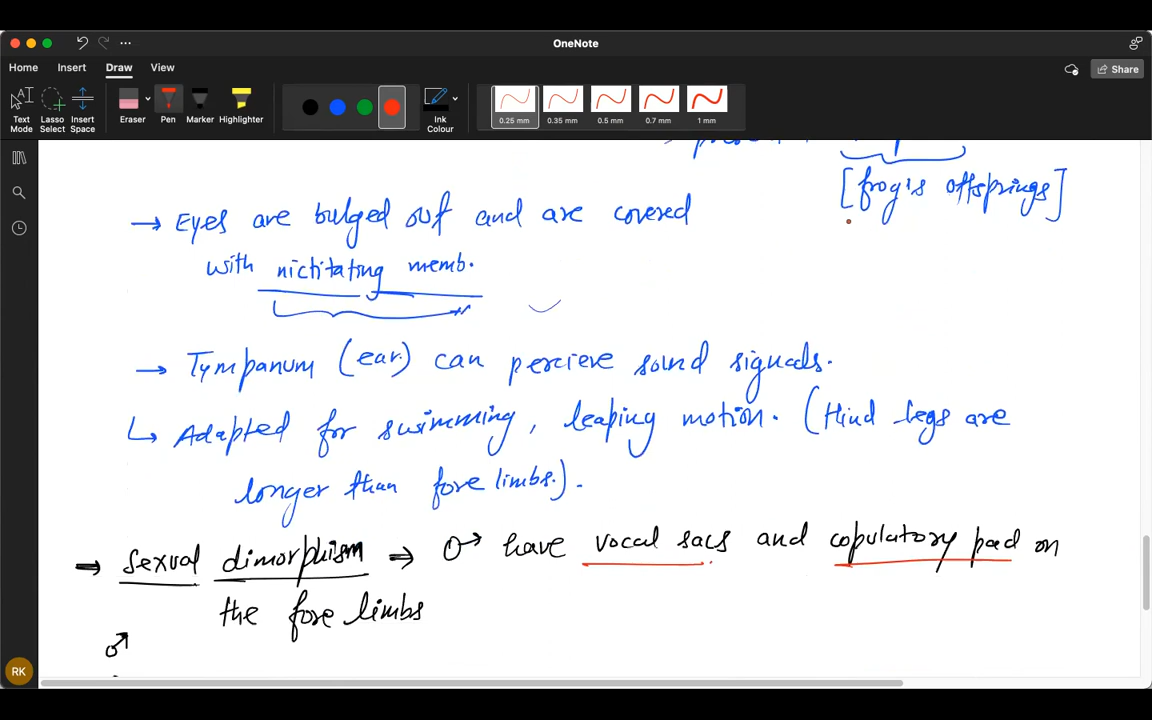 OneNote
Home Insert Draw View
Share
Text Mode
Lasso Select
Insert Space
Eraser
Pen
Marker
Highlighter
Ink Colour
0.25 mm
0.35 mm
0.5 mm
0.7 mm
1 mm
[frog's offsprings]
→ Eyes are bulged out and are covered
with nictitating memb.
→ Tympanum (ear) can percieve sound signals.
↳ Adapted for swimming, leaping motion. (Hind legs are
longer than fore limbs.).
→ Sexual dimorphism ⇒ ♂ have vocal sacs and copulatory pad on
the fore limbs
♂
RK